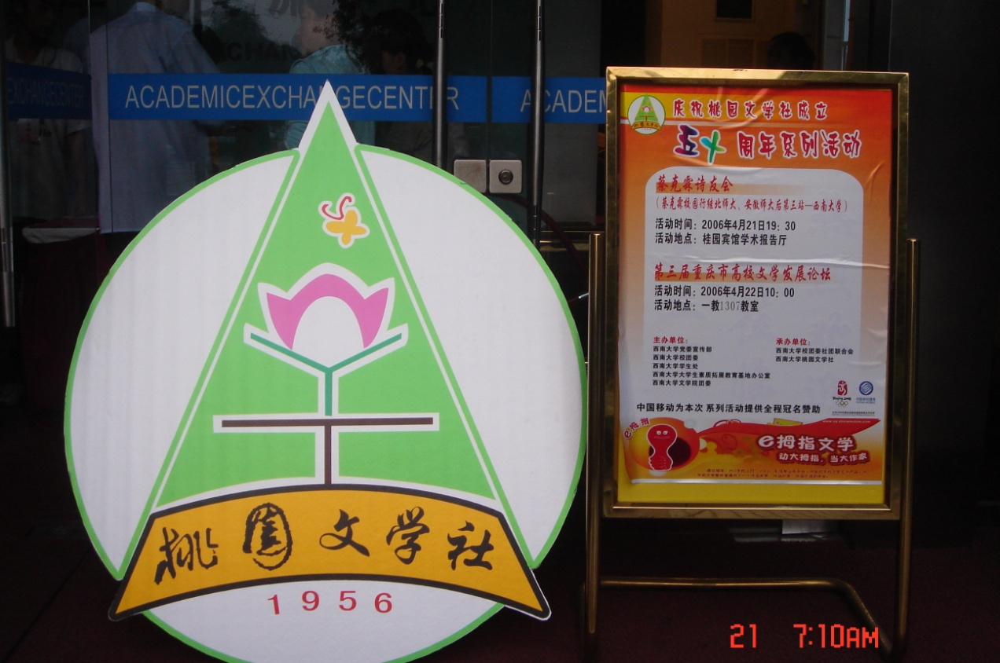 ACADEMICEXCHANGECENTER
ACADEM
EXCHANGECENTER
桃園文学社
1956
庆祝桃园文学社成立
五十周年系列活动
蔡克霖诗友会
（蔡克霖校园行继北师大、安徽师大后第三站—西南大学）
活动时间：2006年4月21日19：30
活动地点：桂园宾馆学术报告厅
第三届重庆市高校文学发展论坛
活动时间：2006年4月22日10：00
活动地点：一教1307教室
主办单位：
西南大学党委宣传部
西南大学校团委
西南大学学生处
西南大学大学生素质拓展教育基地办公室
西南大学文学院团委
承办单位：
西南大学校团委社团联合会
西南大学桃园文学社
Beijing 2008
中国移动为本次 系列活动提供全程冠名赞助
e拇指
e拇指文学
动大拇指，当大作家
21 7:10AM